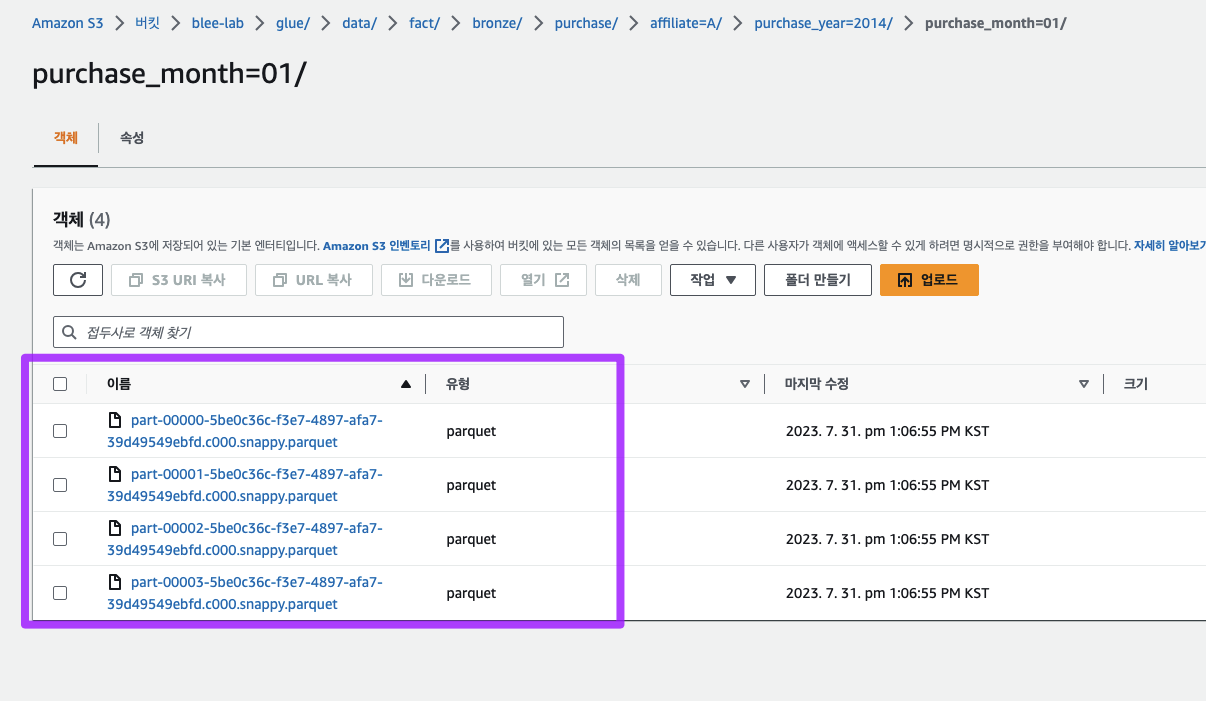 Amazon S3 > 버킷 > blee-lab > glue/ > data/ > fact/ > bronze/ > purchase/ > affiliate=A/ > purchase_year=2014/ > purchase_month=01/
purchase_month=01/
객체 속성
객체 (4)
객체는 Amazon S3에 저장되어 있는 기본 엔터티입니다. Amazon S3 인벤토리를 사용하여 버킷에 있는 모든 객체의 목록을 얻을 수 있습니다. 다른 사용자가 객체에 액세스할 수 있게 하려면 명시적으로 권한을 부여해야 합니다. 자세히 알아보기
S3 URI 복사 URL 복사 다운로드 열기 삭제 작업 폴더 만들기 업로드
접두사로 객체 찾기
이름 유형 마지막 수정 크기
part-00000-5be0c36c-f3e7-4897-afa7-
39d49549ebfd.c000.snappy.parquet
parquet 2023. 7. 31. pm 1:06:55 PM KST
part-00001-5be0c36c-f3e7-4897-afa7-
39d49549ebfd.c000.snappy.parquet
parquet 2023. 7. 31. pm 1:06:55 PM KST
part-00002-5be0c36c-f3e7-4897-afa7-
39d49549ebfd.c000.snappy.parquet
parquet 2023. 7. 31. pm 1:06:55 PM KST
part-00003-5be0c36c-f3e7-4897-afa7-
39d49549ebfd.c000.snappy.parquet
parquet 2023. 7. 31. pm 1:06:55 PM KST